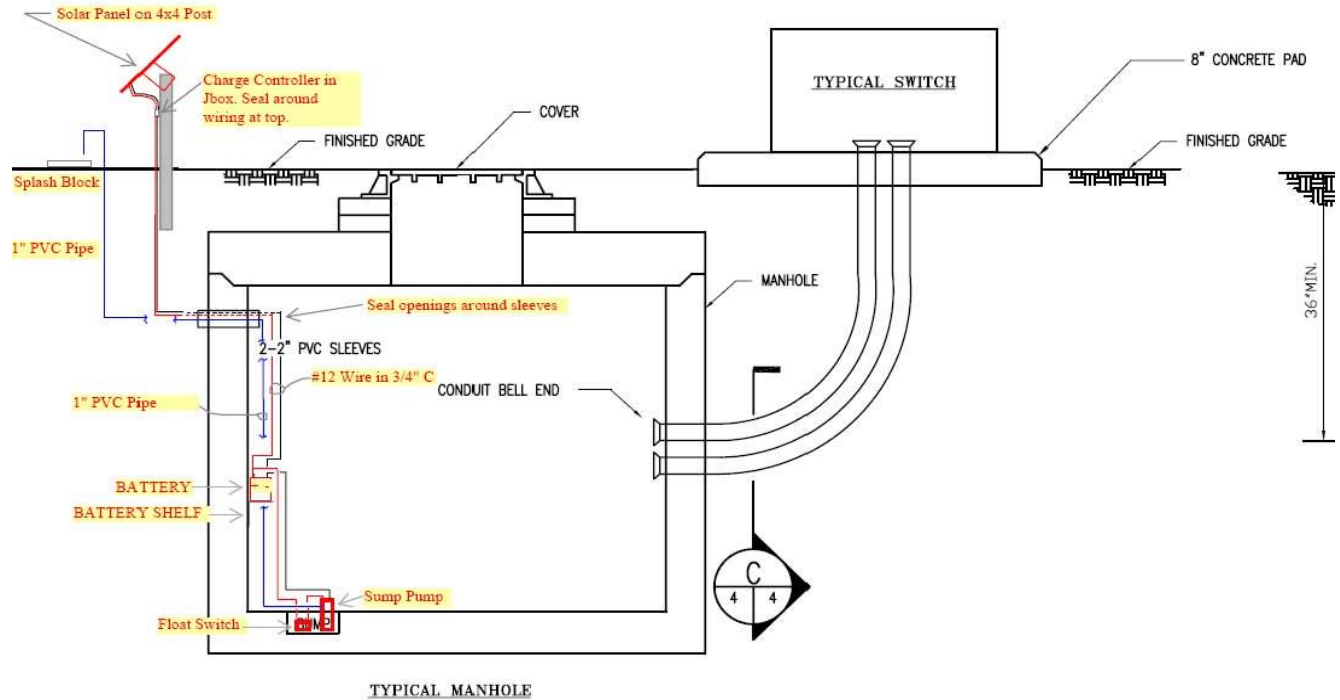 Solar Panel on 4x4 Post
Charge Controller in
Jbox. Seal around
wiring at top.
TYPICAL SWITCH
8" CONCRETE PAD
COVER
FINISHED GRADE
FINISHED GRADE
Splash Block
1" PVC Pipe
MANHOLE
36"MIN.
Seal openings around sleeves
2-2" PVC SLEEVES
#12 Wire in 3/4" C
CONDUIT BELL END
1" PVC Pipe
BATTERY
BATTERY SHELF
C
4 4
Sump Pump
Float Switch
SUMP
TYPICAL MANHOLE